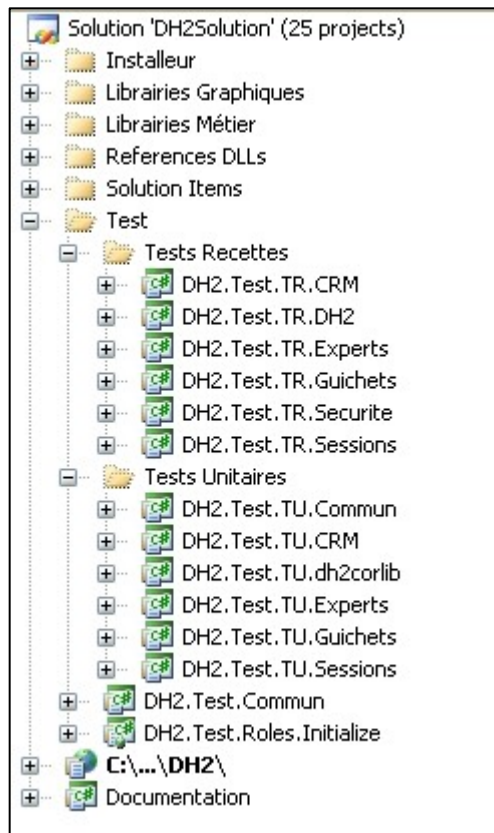 Solution 'DH2Solution' (25 projects)
Installeur
Librairies Graphiques
Librairies Métier
References DLLs
Solution Items
Test
Tests Recettes
DH2.Test.TR.CRM
DH2.Test.TR.DH2
DH2.Test.TR.Experts
DH2.Test.TR.Guichets
DH2.Test.TR.Securite
DH2.Test.TR.Sessions
Tests Unitaires
DH2.Test.TU.Commun
DH2.Test.TU.CRM
DH2.Test.TU.dh2corlib
DH2.Test.TU.Experts
DH2.Test.TU.Guichets
DH2.Test.TU.Sessions
DH2.Test.Commun
DH2.Test.Roles.Initialize
C:\...\DH2\
Documentation